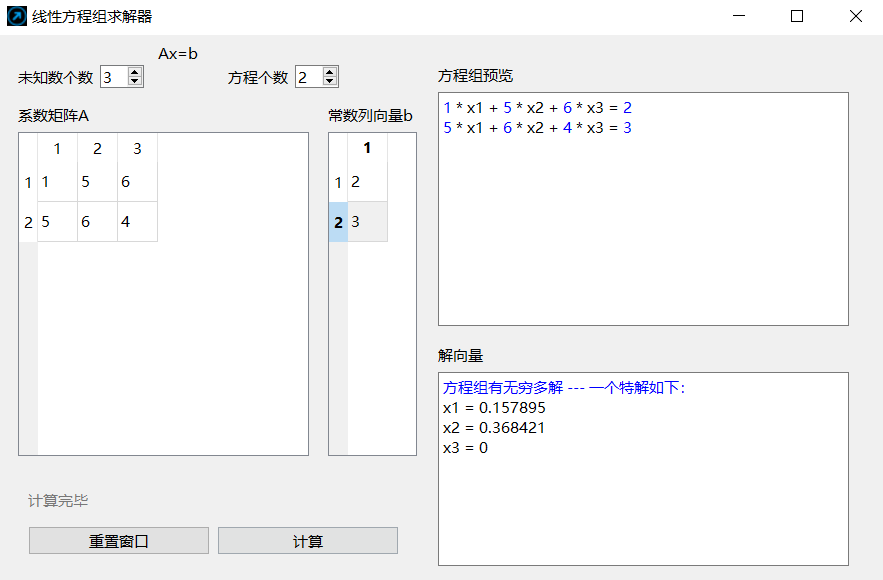 线性方程组求解器
Ax=b
未知数个数 3 方程个数 2
系数矩阵A
1 2 3
1 1 5 6
2 5 6 4
常数列向量b
1
1 2
2 3
计算完毕
重置窗口 计算
方程组预览
1 * x1 + 5 * x2 + 6 * x3 = 2
5 * x1 + 6 * x2 + 4 * x3 = 3
解向量
方程组有无穷多解 --- 一个特解如下：
x1 = 0.157895
x2 = 0.368421
x3 = 0